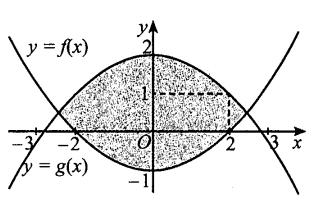 y
y = f(x)
2
1
-3 -2 O 2 3 x
y = g(x)
-1